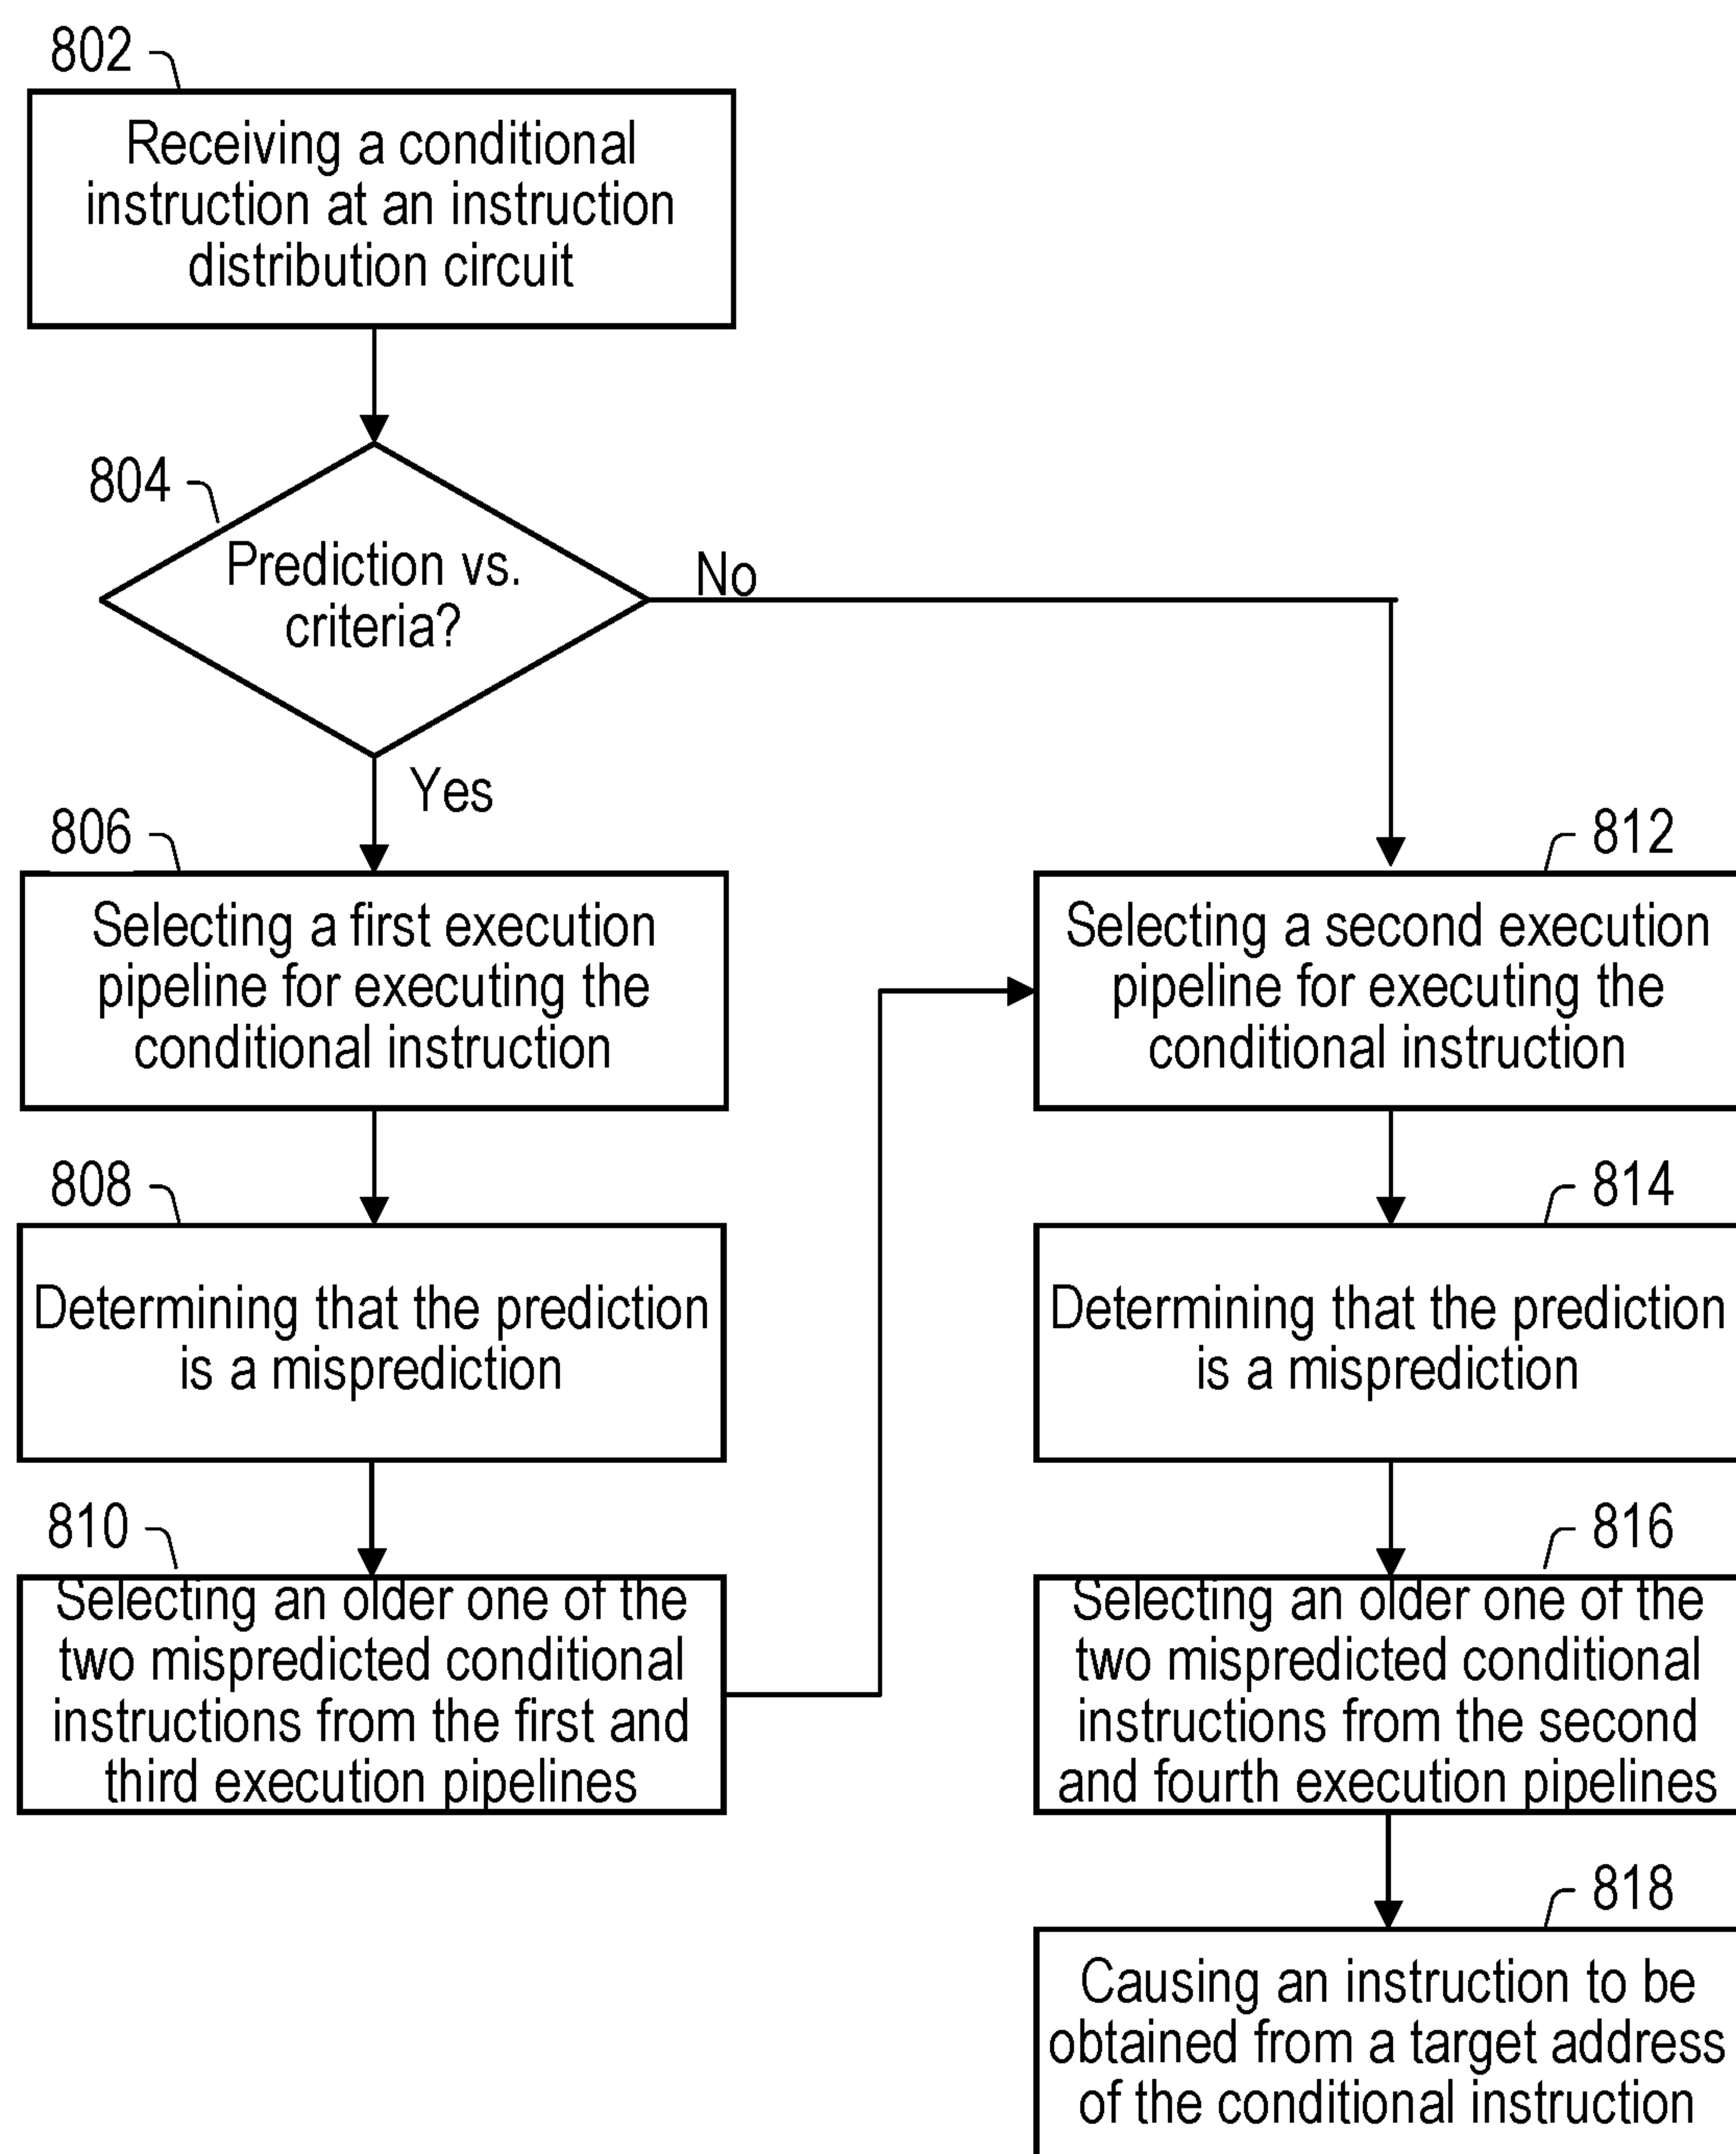 802
Receiving a conditional
instruction at an instruction
distribution circuit
804
Prediction vs.
criteria?
No
Yes
806
Selecting a first execution
pipeline for executing the
conditional instruction
808
Determining that the prediction
is a misprediction
810
Selecting an older one of the
two mispredicted conditional
instructions from the first and
third execution pipelines
812
Selecting a second execution
pipeline for executing the
conditional instruction
814
Determining that the prediction
is a misprediction
816
Selecting an older one of the
two mispredicted conditional
instructions from the second
and fourth execution pipelines
818
Causing an instruction to be
obtained from a target address
of the conditional instruction